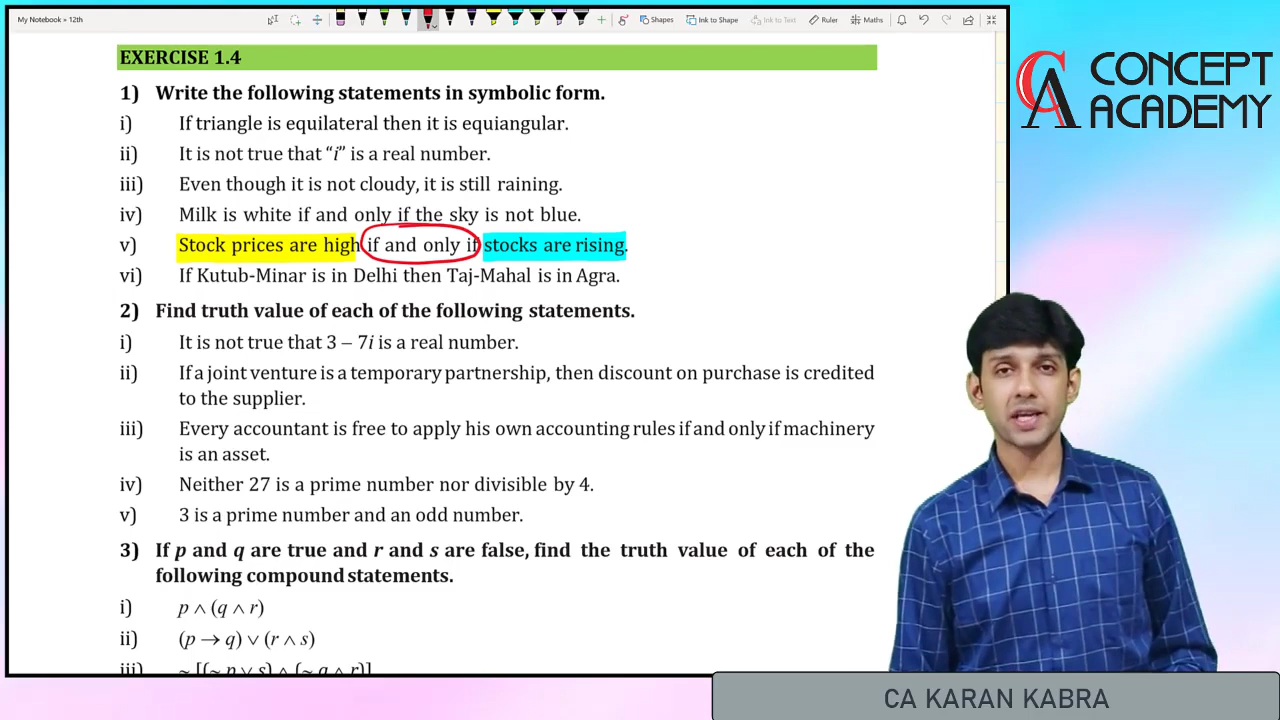 My Notebook » 12th
Shapes
Ink to Shape
Ink to Text
Ruler
Maths
EXERCISE 1.4
1) Write the following statements in symbolic form.
i) If triangle is equilateral then it is equiangular.
ii) It is not true that “i” is a real number.
iii) Even though it is not cloudy, it is still raining.
iv) Milk is white if and only if the sky is not blue.
v) Stock prices are high if and only if stocks are rising.
vi) If Kutub-Minar is in Delhi then Taj-Mahal is in Agra.
2) Find truth value of each of the following statements.
i) It is not true that 3 – 7i is a real number.
ii) If a joint venture is a temporary partnership, then discount on purchase is credited
to the supplier.
iii) Every accountant is free to apply his own accounting rules if and only if machinery
is an asset.
iv) Neither 27 is a prime number nor divisible by 4.
v) 3 is a prime number and an odd number.
3) If p and q are true and r and s are false, find the truth value of each of the
following compound statements.
i) p ∧ (q ∧ r)
ii) (p → q) ∨ (r ∧ s)
iii) ~ [(~ p ∨ s) ∧ (~ q ∧ r)]
CA
CONCEPT
ACADEMY
CA KARAN KABRA